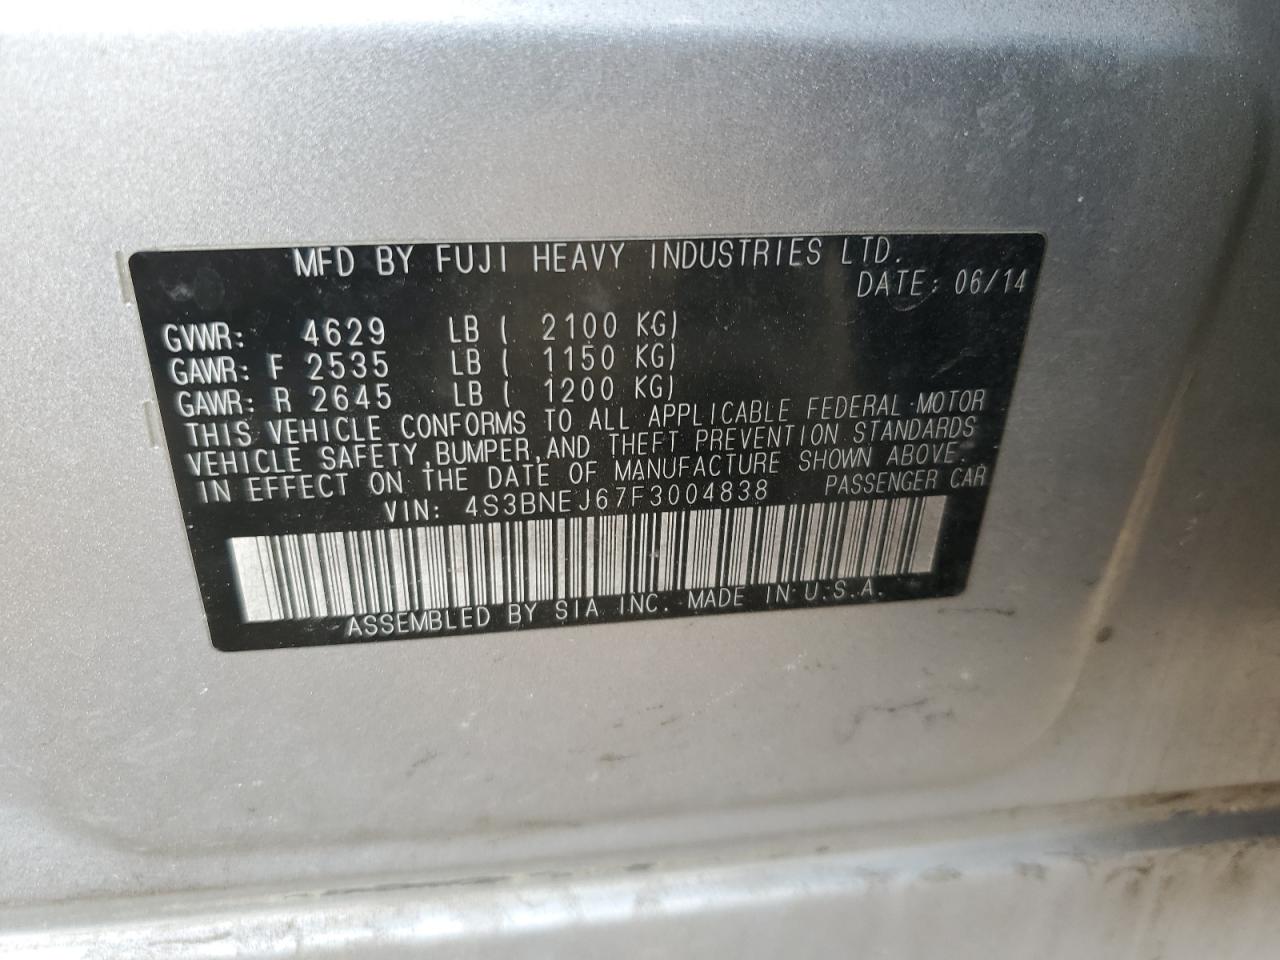 MFD BY FUJI HEAVY INDUSTRIES LTD.
DATE: 06/14
GVWR: 4629 LB ( 2100 KG)
GAWR: F 2535 LB ( 1150 KG)
GAWR: R 2645 LB ( 1200 KG)
THIS VEHICLE CONFORMS TO ALL APPLICABLE FEDERAL MOTOR
VEHICLE SAFETY, BUMPER, AND THEFT PREVENTION STANDARDS
IN EFFECT ON THE DATE OF MANUFACTURE SHOWN ABOVE.
VIN: 4S3BNEJ67F3004838 PASSENGER CAR
ASSEMBLED BY SIA INC. MADE IN U.S.A.